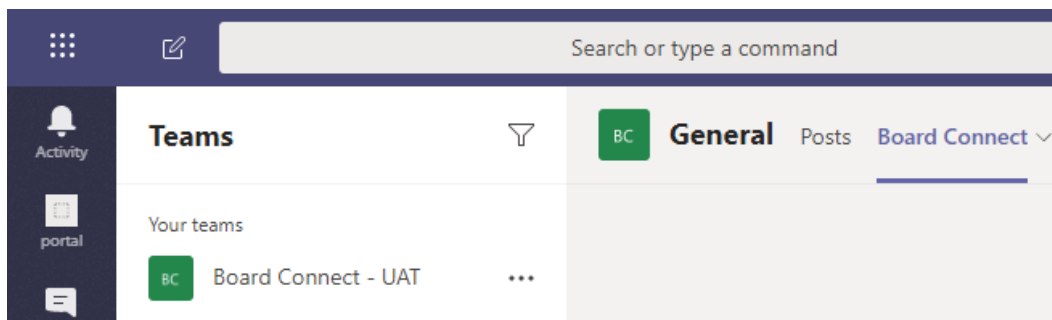 Search or type a command
Activity
portal
Teams
Your teams
BC Board Connect - UAT ...
BC General Posts Board Connect